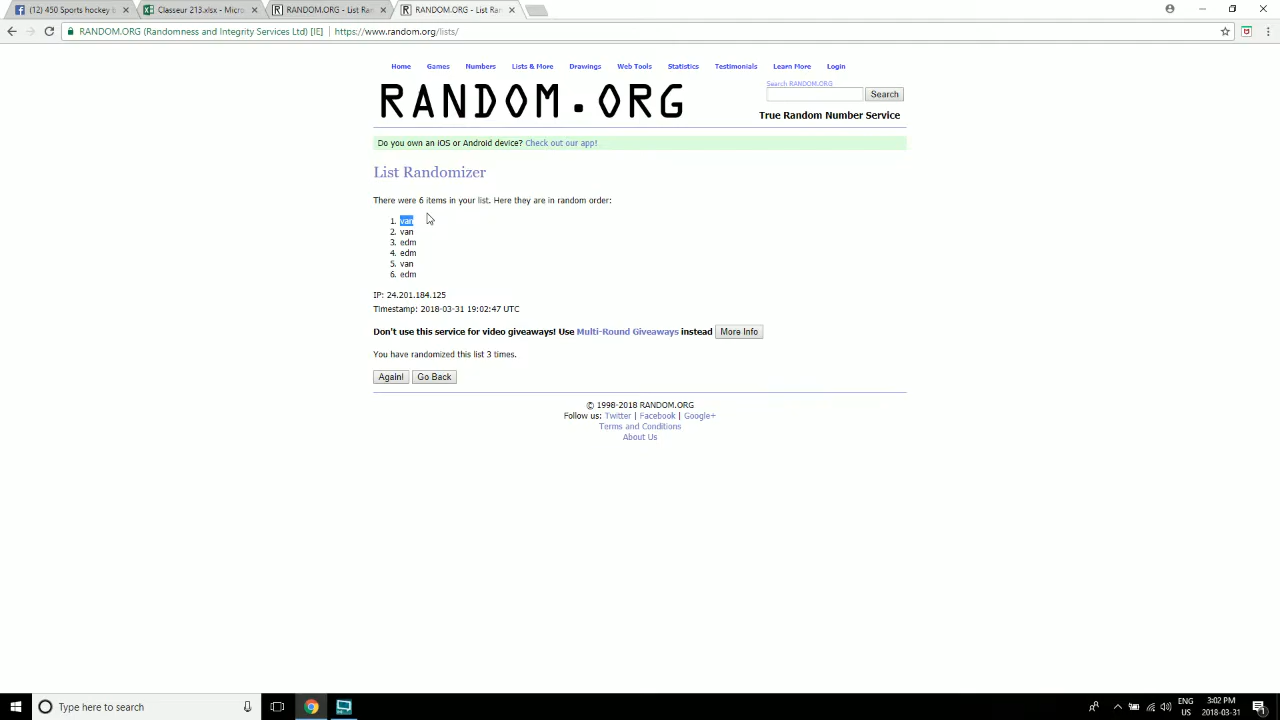 (12) 450 Sports hockey b
Classeur 213.xlsx - Micro
RANDOM.ORG - List Ran
RANDOM.ORG - List Ran
RANDOM.ORG (Randomness and Integrity Services Ltd) [IE]
https://www.random.org/lists/
Home Games Numbers Lists & More Drawings Web Tools Statistics Testimonials Learn More Login
RANDOM.ORG
Search RANDOM.ORG
Search
True Random Number Service
Do you own an iOS or Android device? Check out our app!
List Randomizer
There were 6 items in your list. Here they are in random order:
1. van
2. van
3. edm
4. edm
5. van
6. edm
IP: 24.201.184.125
Timestamp: 2018-03-31 19:02:47 UTC
Don't use this service for video giveaways! Use Multi-Round Giveaways instead More Info
You have randomized this list 3 times.
Again! Go Back
© 1998-2018 RANDOM.ORG
Follow us: Twitter | Facebook | Google+
Terms and Conditions
About Us
Type here to search
ENG
US
3:02 PM
2018-03-31